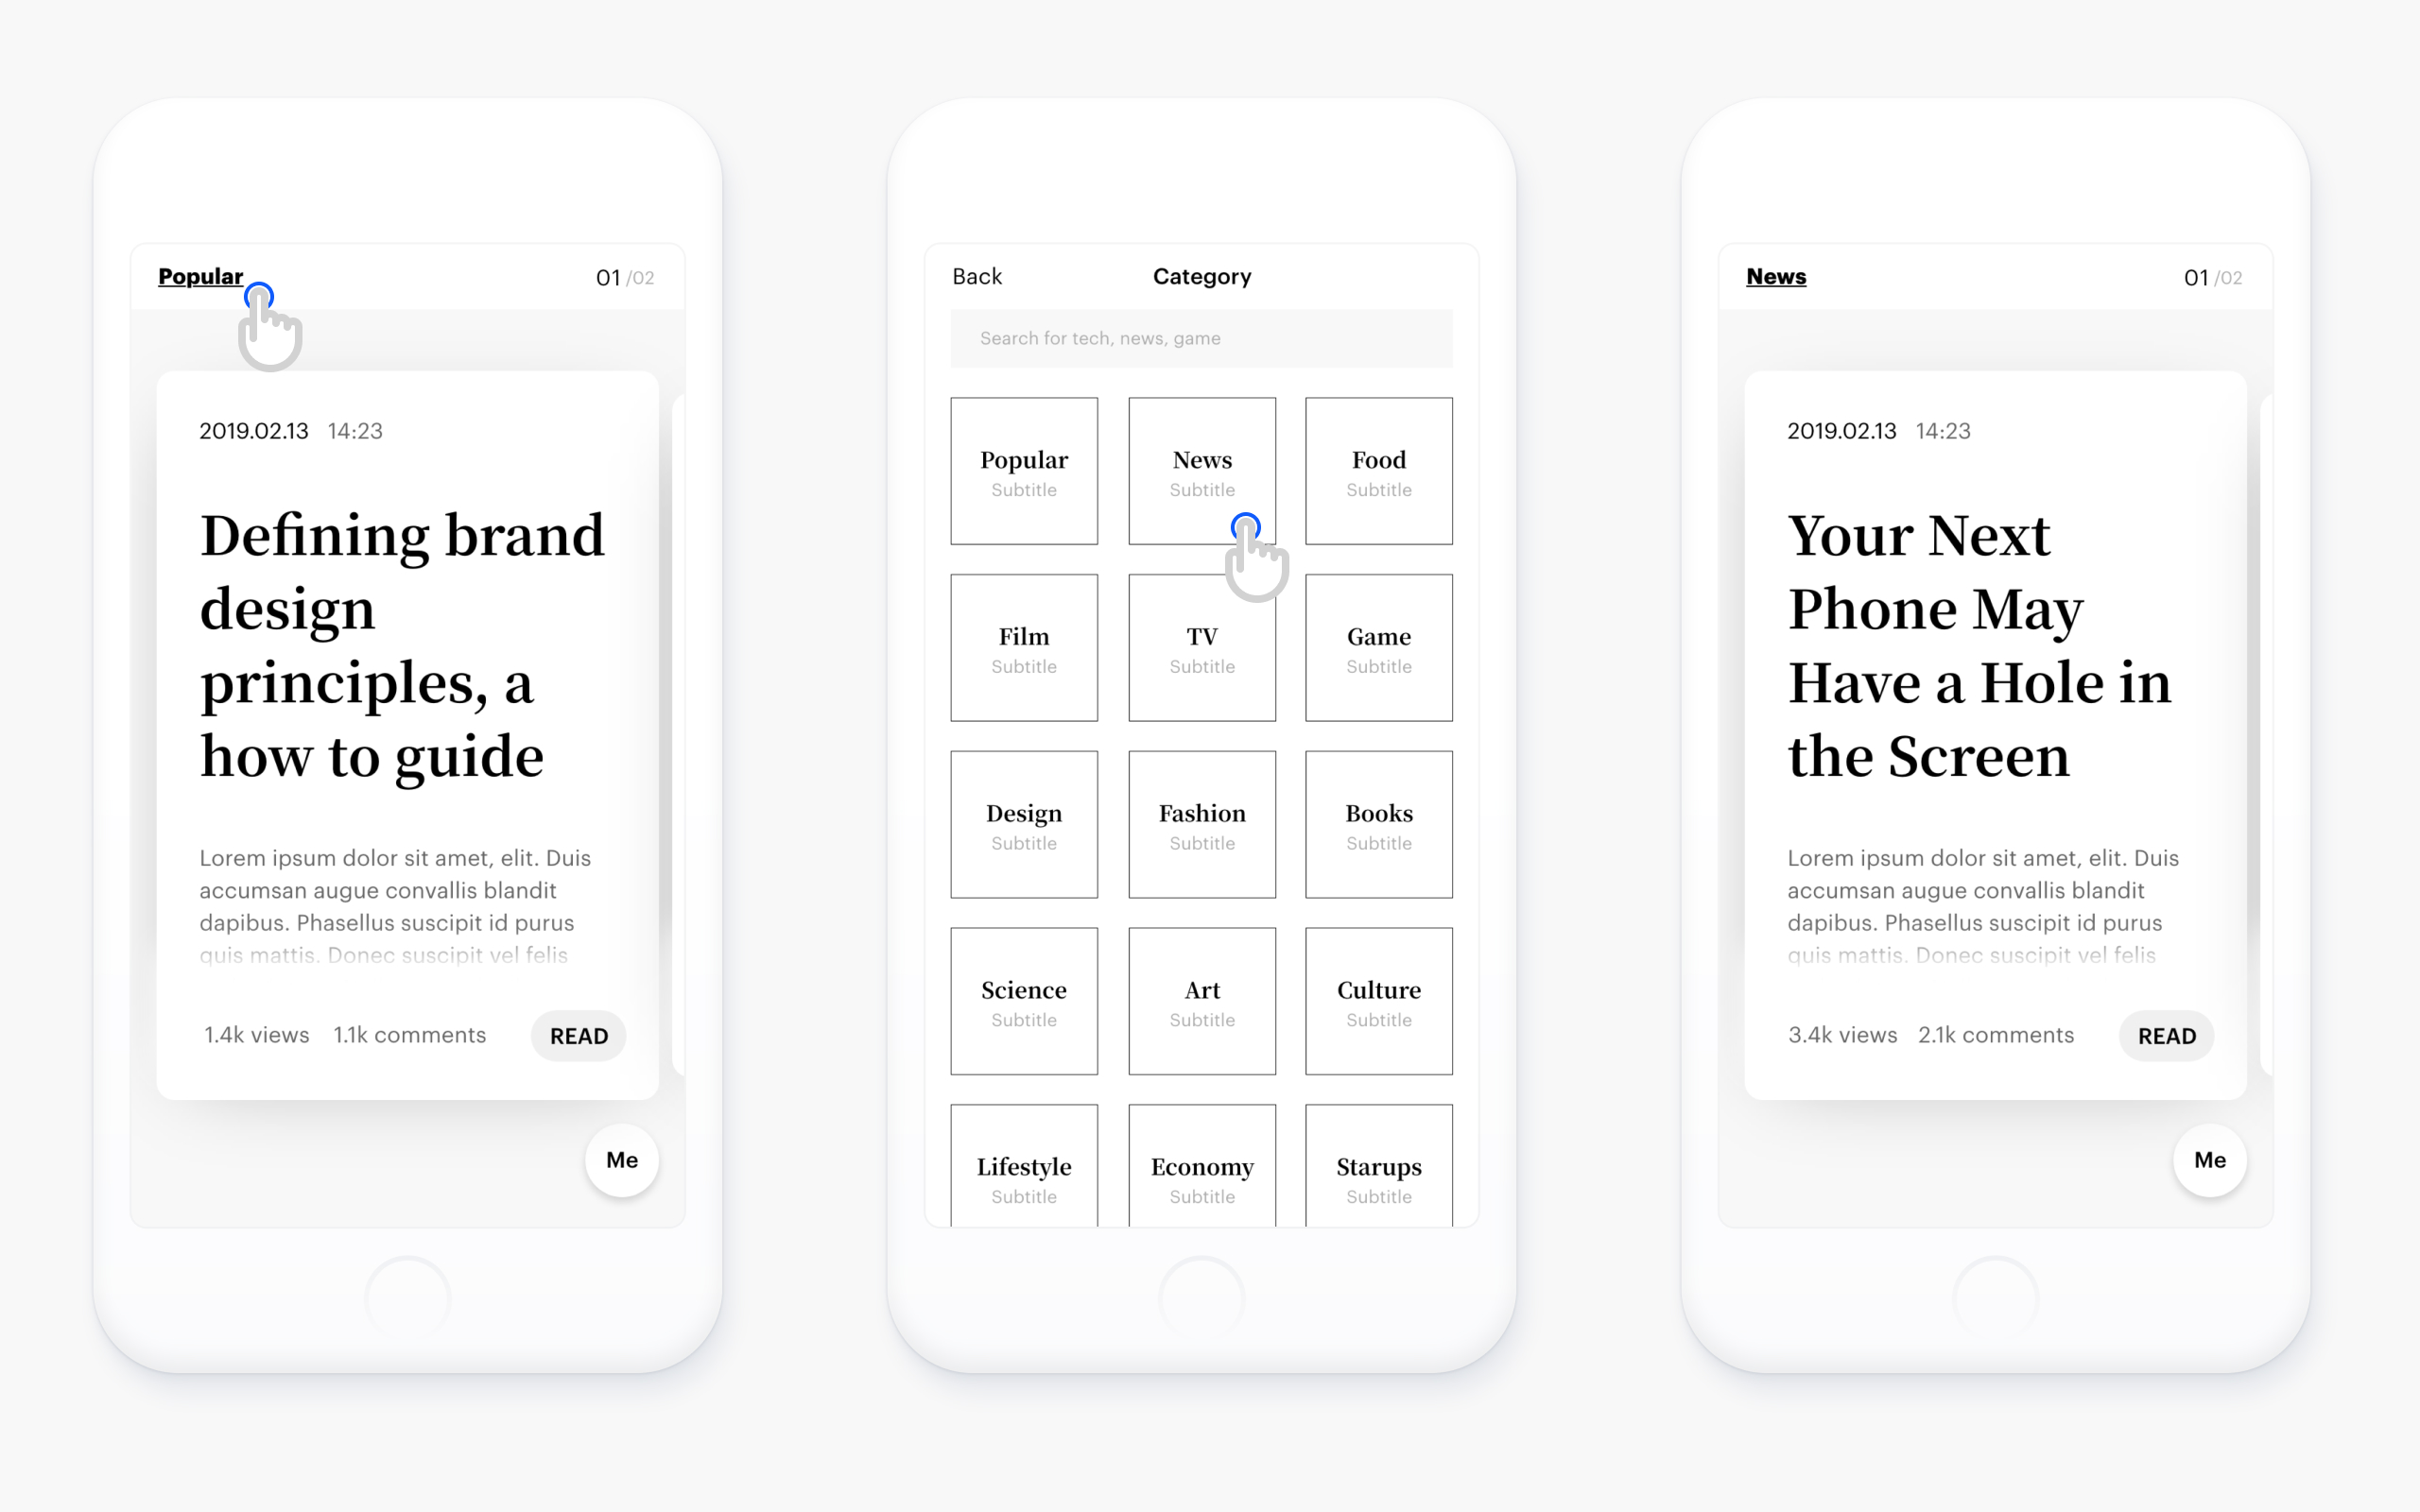 Popular
01 /02
2019.02.13 14:23
Defining brand
design
principles, a
how to guide
Lorem ipsum dolor sit amet, elit. Duis
accumsan augue convallis blandit
dapibus. Phasellus suscipit id purus
quis mattis. Donec suscipit vel felis
1.4k views 1.1k comments READ
Me
Back Category
Search for tech, news, game
Popular News Food
Subtitle Subtitle Subtitle
Film TV Game
Subtitle Subtitle Subtitle
Design Fashion Books
Subtitle Subtitle Subtitle
Science Art Culture
Subtitle Subtitle Subtitle
Lifestyle Economy Starups
Subtitle Subtitle Subtitle
News
01 /02
2019.02.13 14:23
Your Next
Phone May
Have a Hole in
the Screen
Lorem ipsum dolor sit amet, elit. Duis
accumsan augue convallis blandit
dapibus. Phasellus suscipit id purus
quis mattis. Donec suscipit vel felis
3.4k views 2.1k comments READ
Me